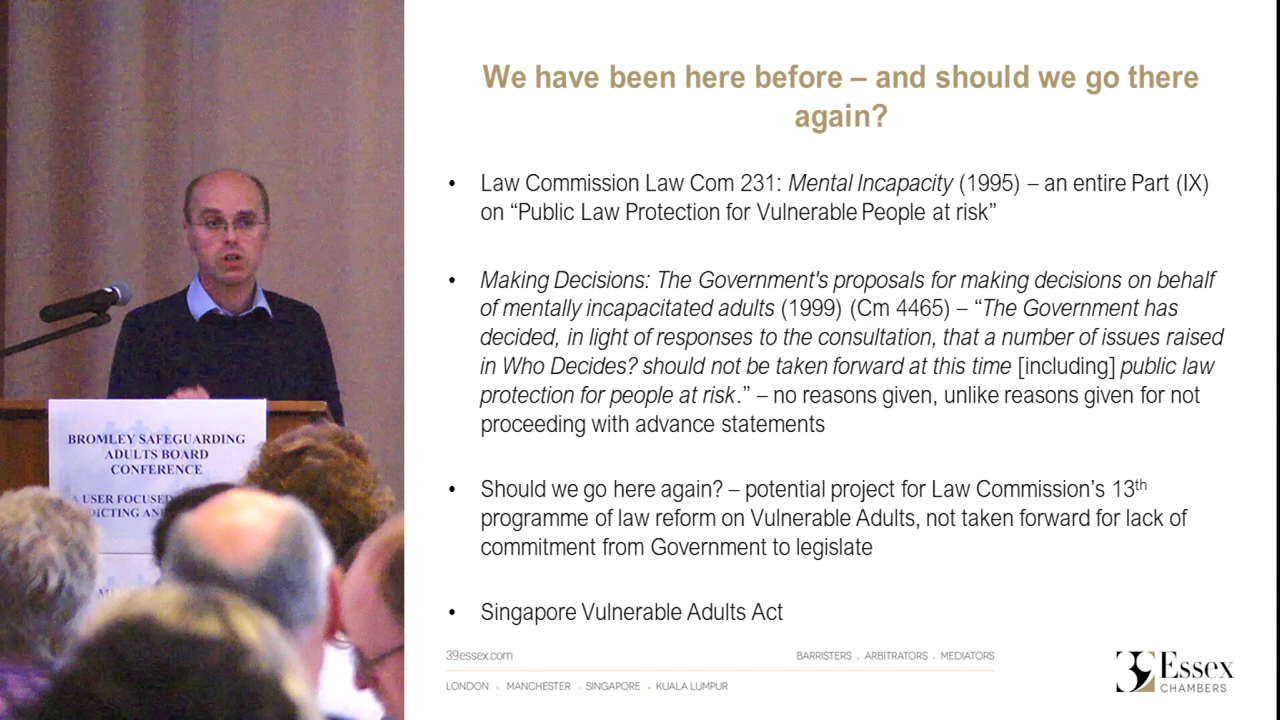 We have been here before – and should we go there
again?
• Law Commission Law Com 231: Mental Incapacity (1995) – an entire Part (IX)
on “Public Law Protection for Vulnerable People at risk”
• Making Decisions: The Government's proposals for making decisions on behalf
of mentally incapacitated adults (1999) (Cm 4465) – “The Government has
decided, in light of responses to the consultation, that a number of issues raised
in Who Decides? should not be taken forward at this time [including] public law
protection for people at risk.” – no reasons given, unlike reasons given for not
proceeding with advance statements
• Should we go here again? – potential project for Law Commission’s 13th
programme of law reform on Vulnerable Adults, not taken forward for lack of
commitment from Government to legislate
• Singapore Vulnerable Adults Act
39essex.com
BARRISTERS . ARBITRATORS . MEDIATORS
LONDON . MANCHESTER . SINGAPORE . KUALA LUMPUR
39 Essex
CHAMBERS
BROMLEY SAFEGUARDING
ADULTS BOARD
CONFERENCE
USER FOCUSED